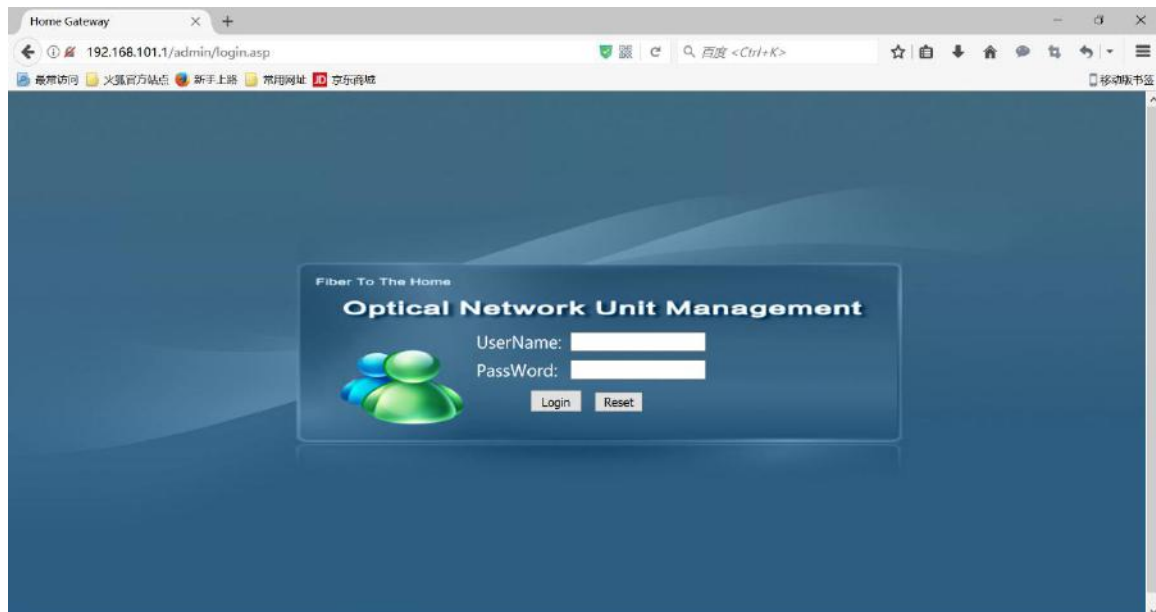 Home Gateway
192.168.101.1/admin/login.asp
百度 <Ctrl+K>
最常访问 火狐官方站点 新手上路 常用网址 JD 京东商城 移动版书签
Fiber To The Home
Optical Network Unit Management
UserName:
PassWord:
Login Reset